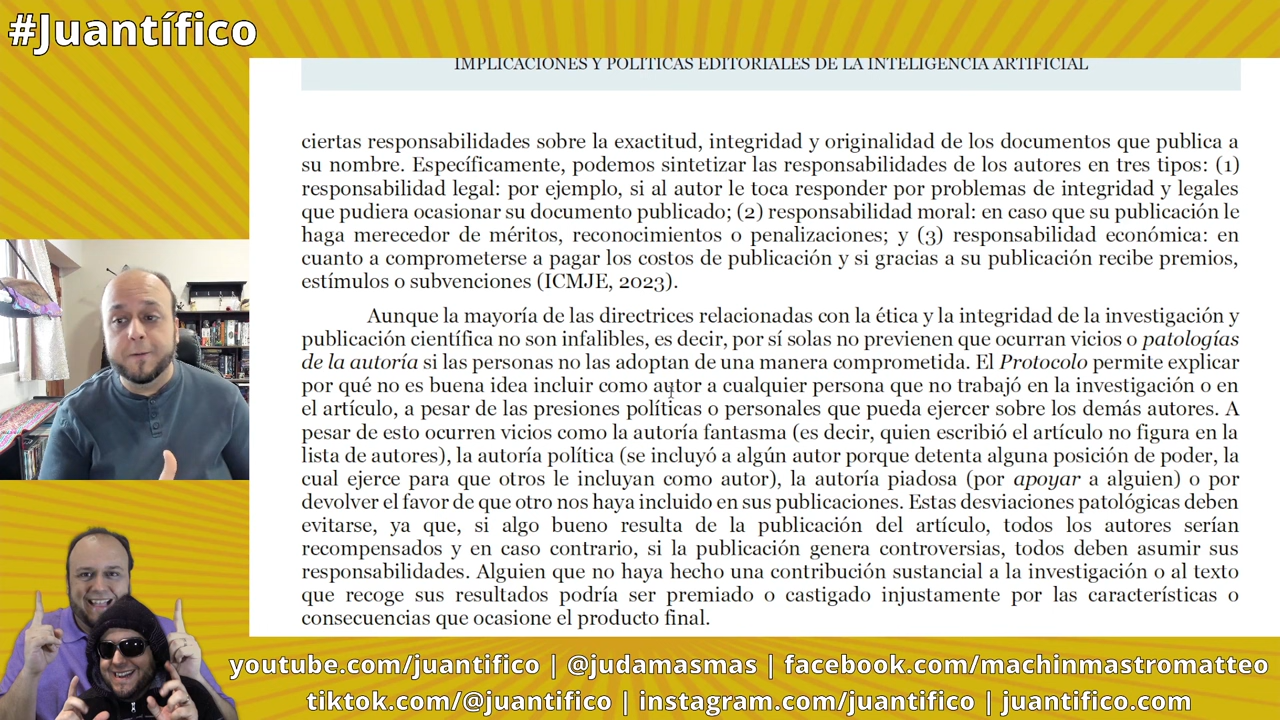 #Juantífico
IMPLICACIONES Y POLÍTICAS EDITORIALES DE LA INTELIGENCIA ARTIFICIAL
ciertas responsabilidades sobre la exactitud, integridad y originalidad de los documentos que publica a
su nombre. Específicamente, podemos sintetizar las responsabilidades de los autores en tres tipos: (1)
responsabilidad legal: por ejemplo, si al autor le toca responder por problemas de integridad y legales
que pudiera ocasionar su documento publicado; (2) responsabilidad moral: en caso que su publicación le
haga merecedor de méritos, reconocimientos o penalizaciones; y (3) responsabilidad económica: en
cuanto a comprometerse a pagar los costos de publicación y si gracias a su publicación recibe premios,
estímulos o subvenciones (ICMJE, 2023).
Aunque la mayoría de las directrices relacionadas con la ética y la integridad de la investigación y
publicación científica no son infalibles, es decir, por sí solas no previenen que ocurran vicios o patologías
de la autoría si las personas no las adoptan de una manera comprometida. El Protocolo permite explicar
por qué no es buena idea incluir como autor a cualquier persona que no trabajó en la investigación o en
el artículo, a pesar de las presiones políticas o personales que pueda ejercer sobre los demás autores. A
pesar de esto ocurren vicios como la autoría fantasma (es decir, quien escribió el artículo no figura en la
lista de autores), la autoría política (se incluyó a algún autor porque detenta alguna posición de poder, la
cual ejerce para que otros le incluyan como autor), la autoría piadosa (por apoyar a alguien) o por
devolver el favor de que otro nos haya incluido en sus publicaciones. Estas desviaciones patológicas deben
evitarse, ya que, si algo bueno resulta de la publicación del artículo, todos los autores serían
recompensados y en caso contrario, si la publicación genera controversias, todos deben asumir sus
responsabilidades. Alguien que no haya hecho una contribución sustancial a la investigación o al texto
que recoge sus resultados podría ser premiado o castigado injustamente por las características o
consecuencias que ocasione el producto final.
youtube.com/juantifico | @judamasmas | facebook.com/machinmastromatteo
tiktok.com/@juantifico | instagram.com/juantifico | juantifico.com